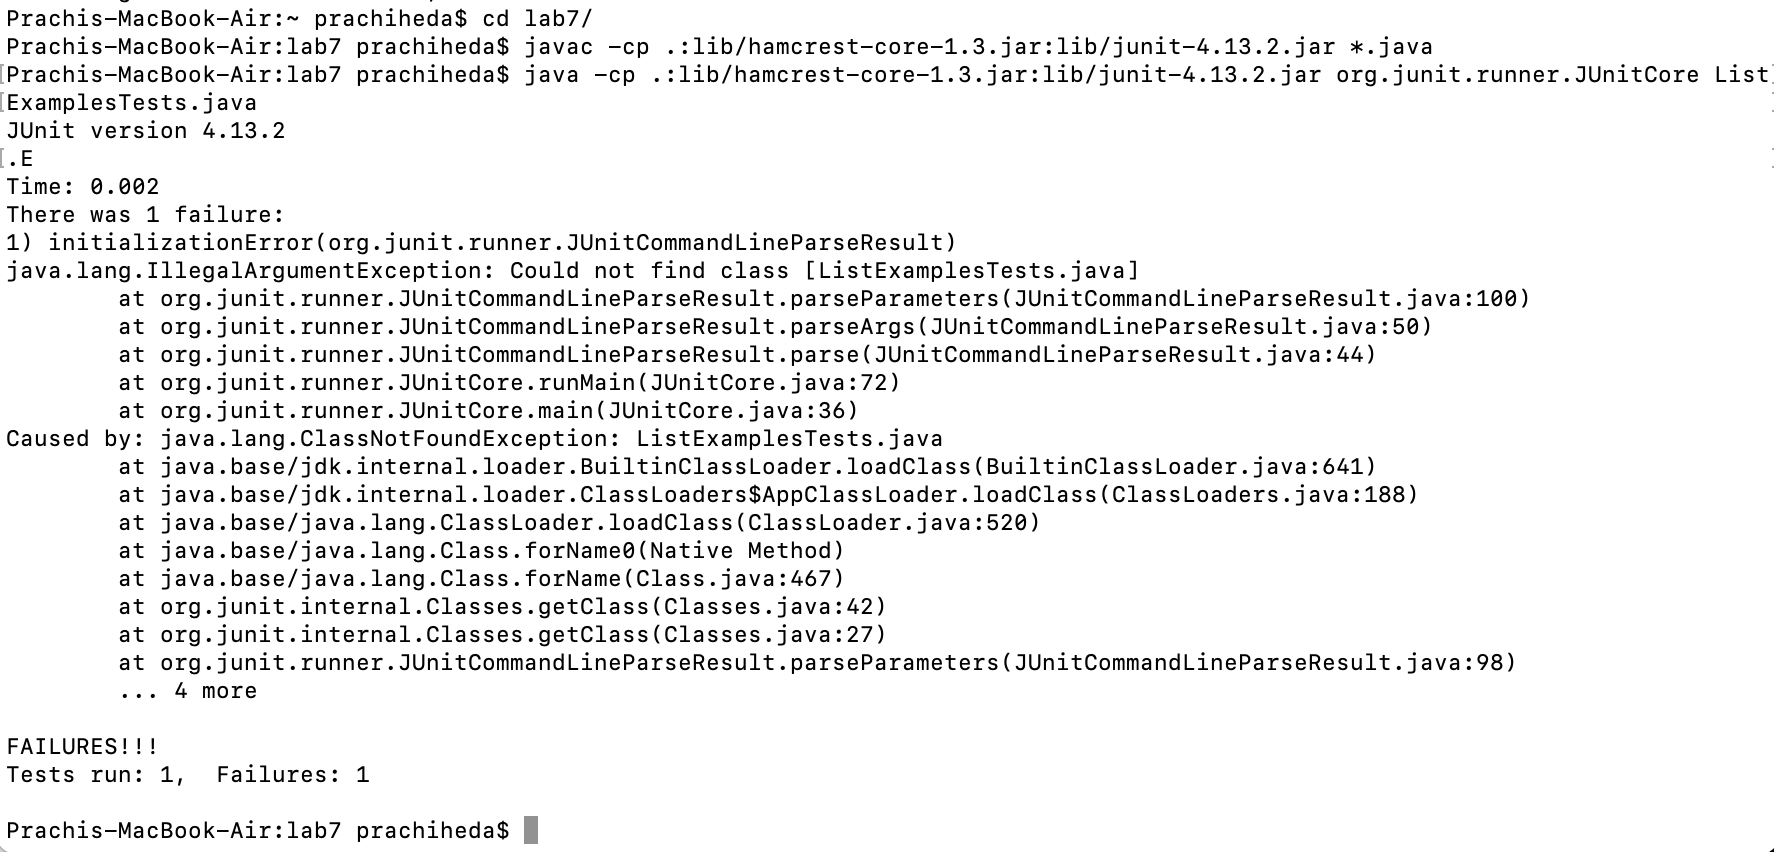 Prachis-MacBook-Air:~ prachiheda$ cd lab7/
Prachis-MacBook-Air:lab7 prachiheda$ javac -cp .:lib/hamcrest-core-1.3.jar:lib/junit-4.13.2.jar *.java
[Prachis-MacBook-Air:lab7 prachiheda$ java -cp .:lib/hamcrest-core-1.3.jar:lib/junit-4.13.2.jar org.junit.runner.JUnitCore List]
[ExamplesTests.java
JUnit version 4.13.2
[.E
Time: 0.002
There was 1 failure:
1) initializationError(org.junit.runner.JUnitCommandLineParseResult)
java.lang.IllegalArgumentException: Could not find class [ListExamplesTests.java]
        at org.junit.runner.JUnitCommandLineParseResult.parseParameters(JUnitCommandLineParseResult.java:100)
        at org.junit.runner.JUnitCommandLineParseResult.parseArgs(JUnitCommandLineParseResult.java:50)
        at org.junit.runner.JUnitCommandLineParseResult.parse(JUnitCommandLineParseResult.java:44)
        at org.junit.runner.JUnitCore.runMain(JUnitCore.java:72)
        at org.junit.runner.JUnitCore.main(JUnitCore.java:36)
Caused by: java.lang.ClassNotFoundException: ListExamplesTests.java
        at java.base/jdk.internal.loader.BuiltinClassLoader.loadClass(BuiltinClassLoader.java:641)
        at java.base/jdk.internal.loader.ClassLoaders$AppClassLoader.loadClass(ClassLoaders.java:188)
        at java.base/java.lang.ClassLoader.loadClass(ClassLoader.java:520)
        at java.base/java.lang.Class.forName0(Native Method)
        at java.base/java.lang.Class.forName(Class.java:467)
        at org.junit.internal.Classes.getClass(Classes.java:42)
        at org.junit.internal.Classes.getClass(Classes.java:27)
        at org.junit.runner.JUnitCommandLineParseResult.parseParameters(JUnitCommandLineParseResult.java:98)
        ... 4 more

FAILURES!!!
Tests run: 1,  Failures: 1

Prachis-MacBook-Air:lab7 prachiheda$